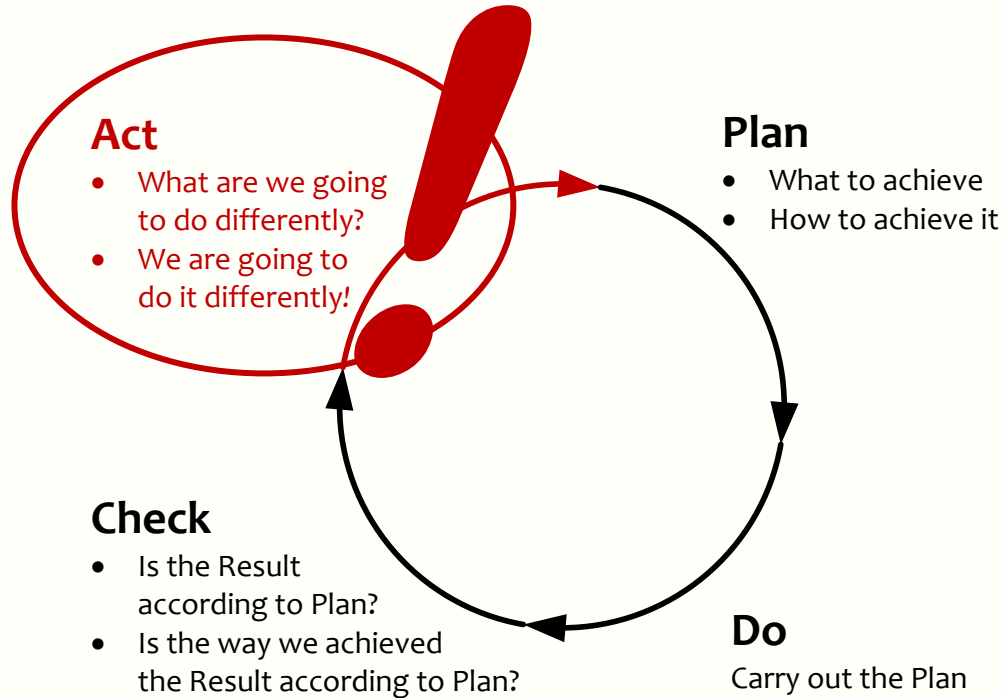 Act
• What are we going
to do differently?
• We are going to
do it differently!
Plan
• What to achieve
• How to achieve it
Check
• Is the Result
according to Plan?
• Is the way we achieved
the Result according to Plan?
Do
Carry out the Plan